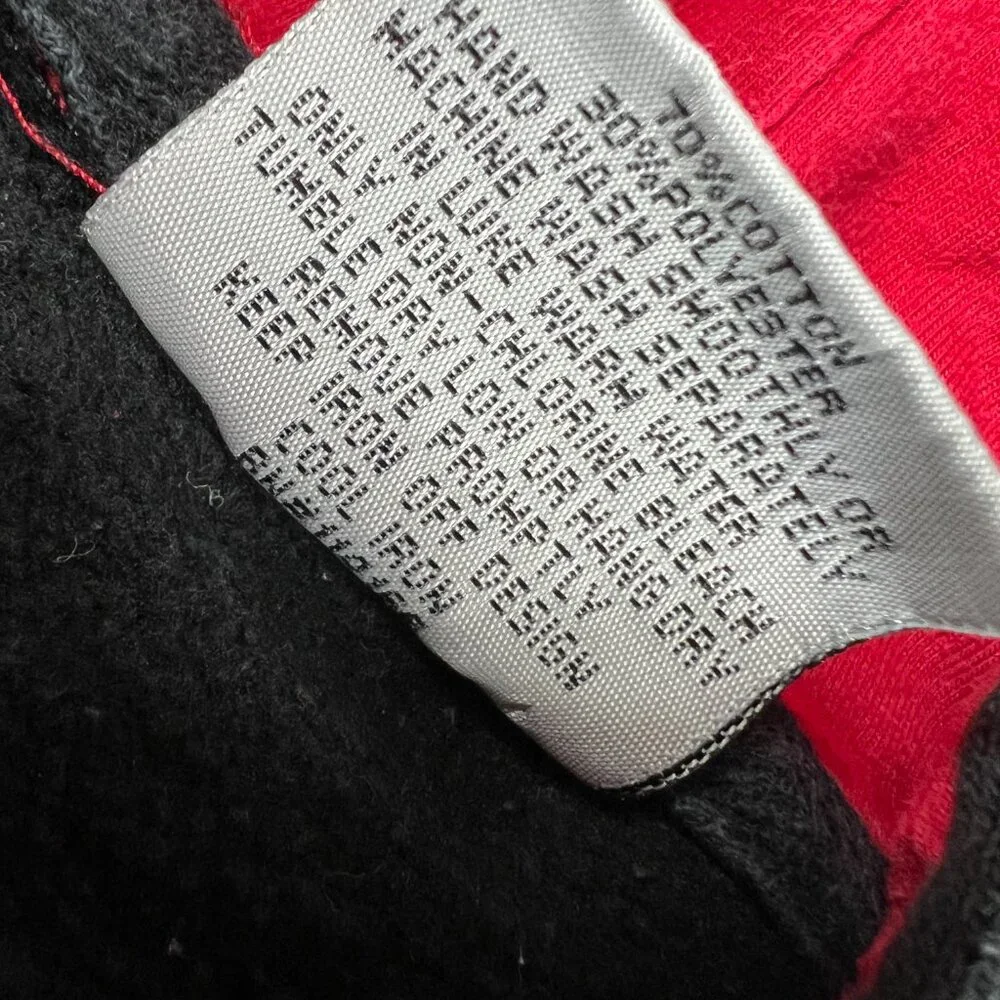 70%COTTON
30%POLYESTER
HAND WASH SMOOTHLY OR
MACHINE WASH SEPARATELY
IN LUKE WARM WATER
ONLY NON-CHLORINE BLEACH
TUMBLE DRY LOW OR HANG DRY
REMOVE PROMPTLY
KEEP IRON OFF DESIGN
COOL IRON